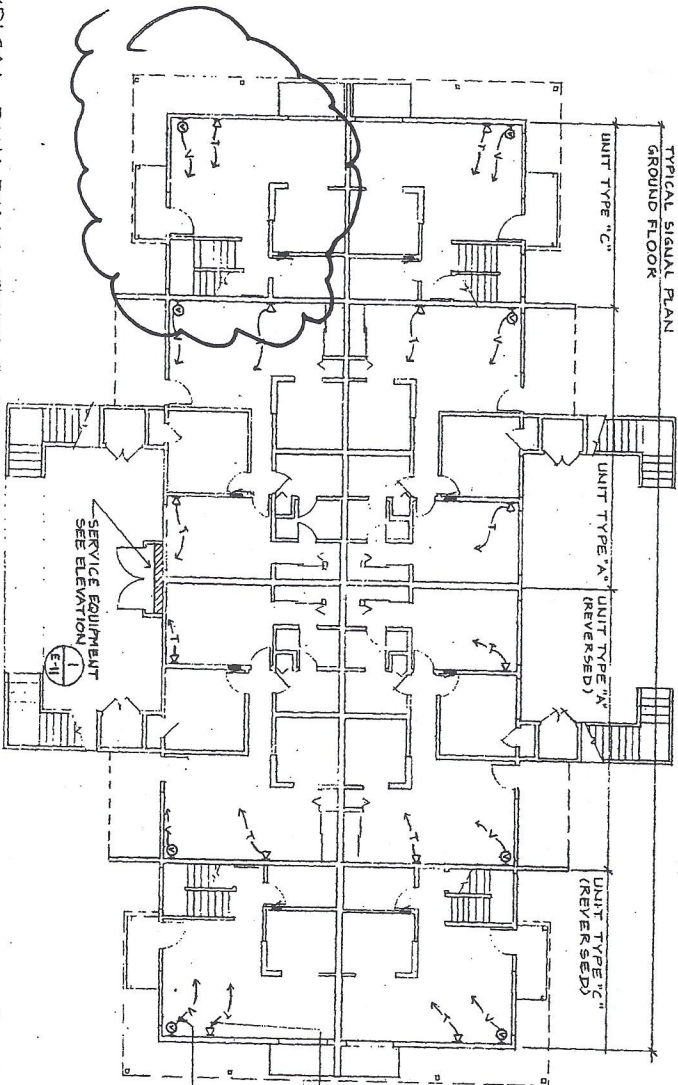 TYPICAL SIGNAL PLAN
GROUND FLOOR
UNIT TYPE "C"
UNIT TYPE "A"
UNIT TYPE "A"
(REVERSED)
UNIT TYPE "C"
(REVERSED)
SERVICE EQUIPMENT
SEE ELEVATION
1
E-11
V
T
T
V
V
T
T
V
T
T
T
T
V
T
T
V
V
T
T
V